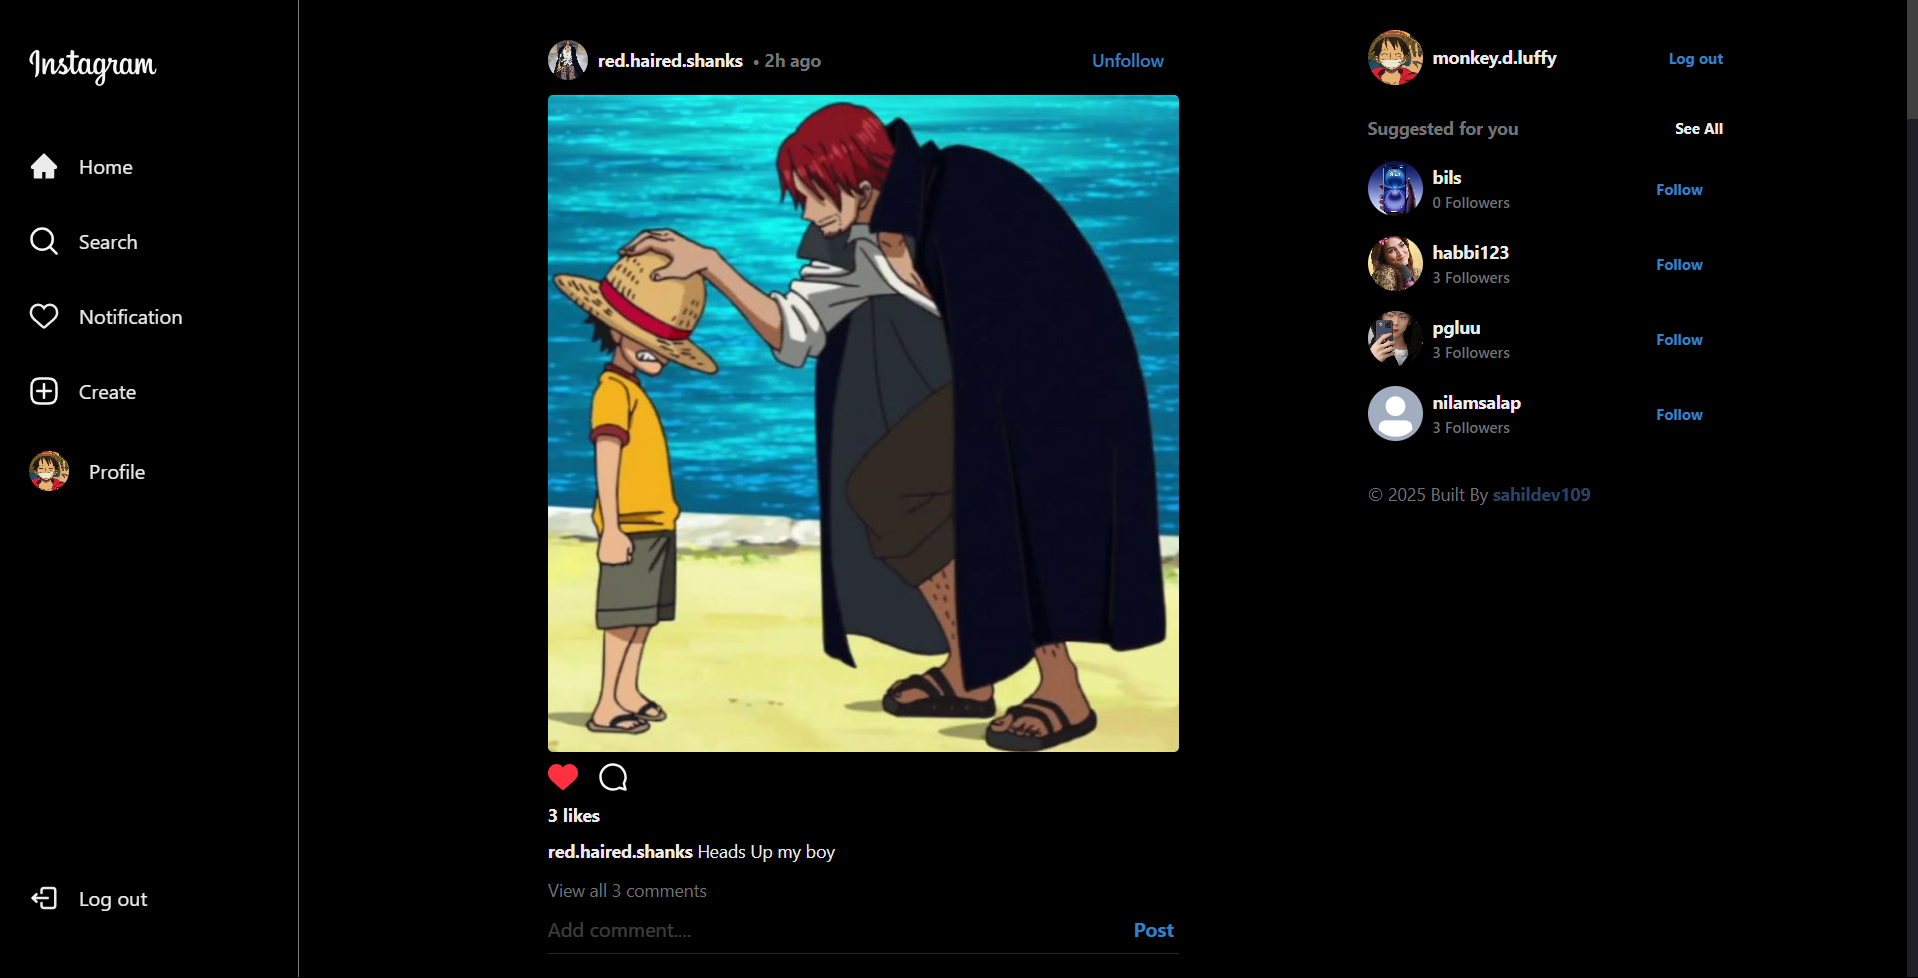 Instagram
Home
Search
Notification
Create
Profile
Log out
red.haired.shanks • 2h ago
Unfollow
3 likes
red.haired.shanks Heads Up my boy
View all 3 comments
Add comment....
Post
monkey.d.luffy
Log out
Suggested for you
See All
bils
0 Followers
Follow
habbi123
3 Followers
Follow
pgluu
3 Followers
Follow
nilamsalap
3 Followers
Follow
© 2025 Built By sahildev109